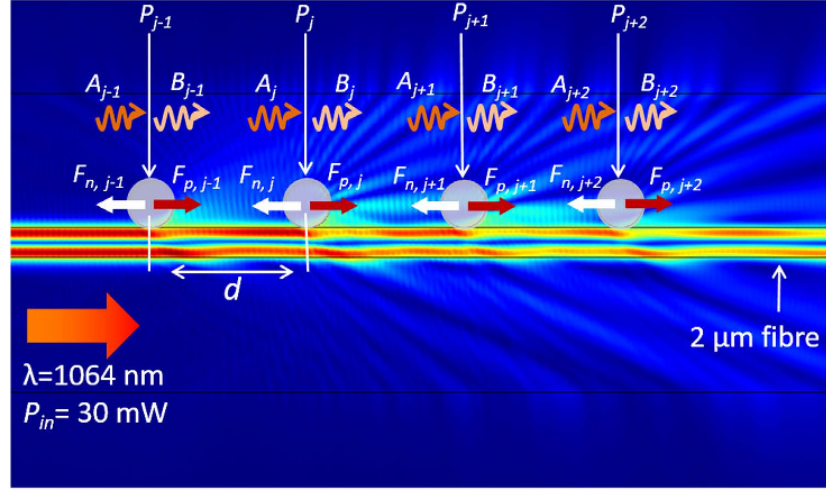 P_{j-1} P_j P_{j+1} P_{j+2}
A_{j-1} B_{j-1} A_j B_j A_{j+1} B_{j+1} A_{j+2} B_{j+2}
F_{n, j-1} F_{p, j-1} F_{n, j} F_{p, j} F_{n, j+1} F_{p, j+1} F_{n, j+2} F_{p, j+2}
d
2 µm fibre
λ=1064 nm
P_{in}= 30 mW